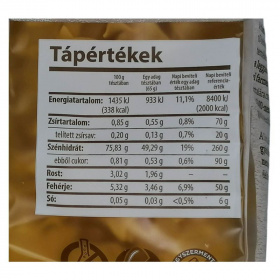 Tápértékek
100 g tésztában Egy adag tésztában (65 g) Napi beviteli érték egy adag tésztában (%) Napi beviteli referencia-érték
Energiatartalom: 1435 kJ (338 kcal) 933 kJ 11,1% 8400 kJ (2000 kcal)
Zsírtartalom: 0,85 g 0,55 g 0,8% 70 g
telített zsírsav: 0,20 g 0,13 g 0,7% 20 g
Szénhidrát: 75,83 g 49,29 g 19% 260 g
ebből cukor: 0,81 g 0,53 g 0,6% 90 g
Rost: 3,02 g 1,96 g – –
Fehérje: 5,32 g 3,46 g 6,9% 50 g
Só: 0,05 g 0,03 g <0,5% 6 g